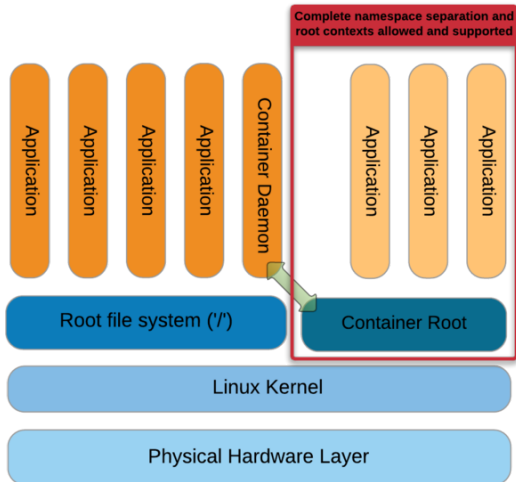 Complete namespace separation and
root contexts allowed and supported
Application
Application
Application
Application
Container Daemon
Application
Application
Application
Root file system ('/')
Container Root
Linux Kernel
Physical Hardware Layer